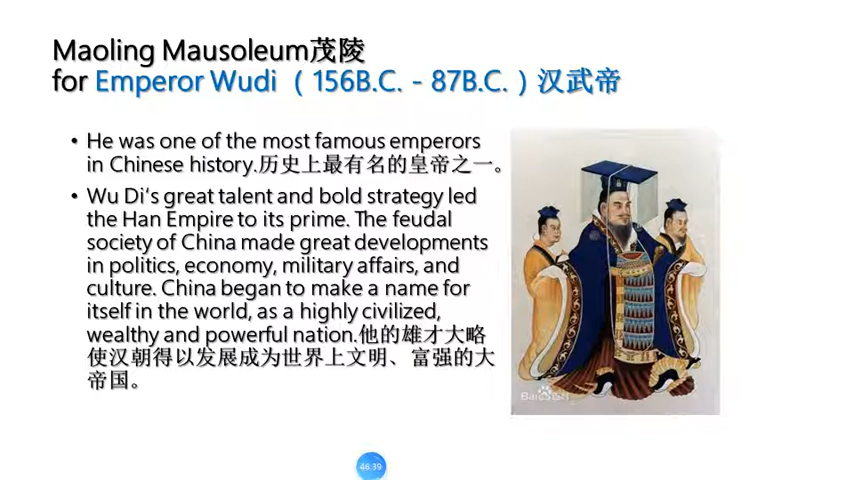 Maoling Mausoleum茂陵
for Emperor Wudi （156B.C. - 87B.C.）汉武帝
• He was one of the most famous emperors
in Chinese history.历史上最有名的皇帝之一。
• Wu Di‘s great talent and bold strategy led
the Han Empire to its prime. The feudal
society of China made great developments
in politics, economy, military affairs, and
culture. China began to make a name for
itself in the world, as a highly civilized,
wealthy and powerful nation.他的雄才大略
使汉朝得以发展成为世界上文明、富强的大
帝国。
Bai百科
46:39